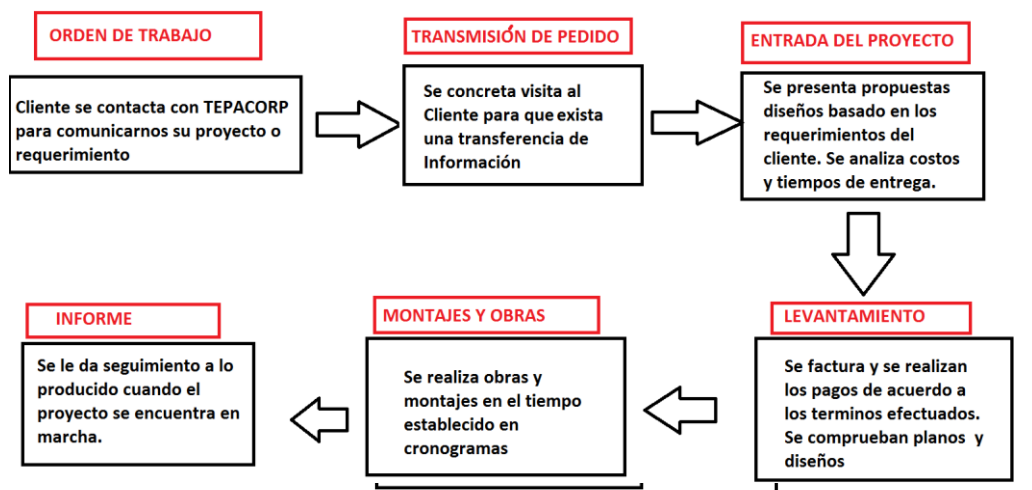 ORDEN DE TRABAJO
Cliente se contacta con TEPACORP
para comunicarnos su proyecto o
requerimiento
TRANSMISIÓN DE PEDIDO
Se concreta visita al
Cliente para que exista
una transferencia de
Información
ENTRADA DEL PROYECTO
Se presenta propuestas
diseños basado en los
requerimientos del
cliente. Se analiza costos
y tiempos de entrega.
LEVANTAMIENTO
Se factura y se realizan
los pagos de acuerdo a
los terminos efectuados.
Se comprueban planos y
diseños
MONTAJES Y OBRAS
Se realiza obras y
montajes en el tiempo
establecido en
cronogramas
INFORME
Se le da seguimiento a lo
producido cuando el
proyecto se encuentra en
marcha.